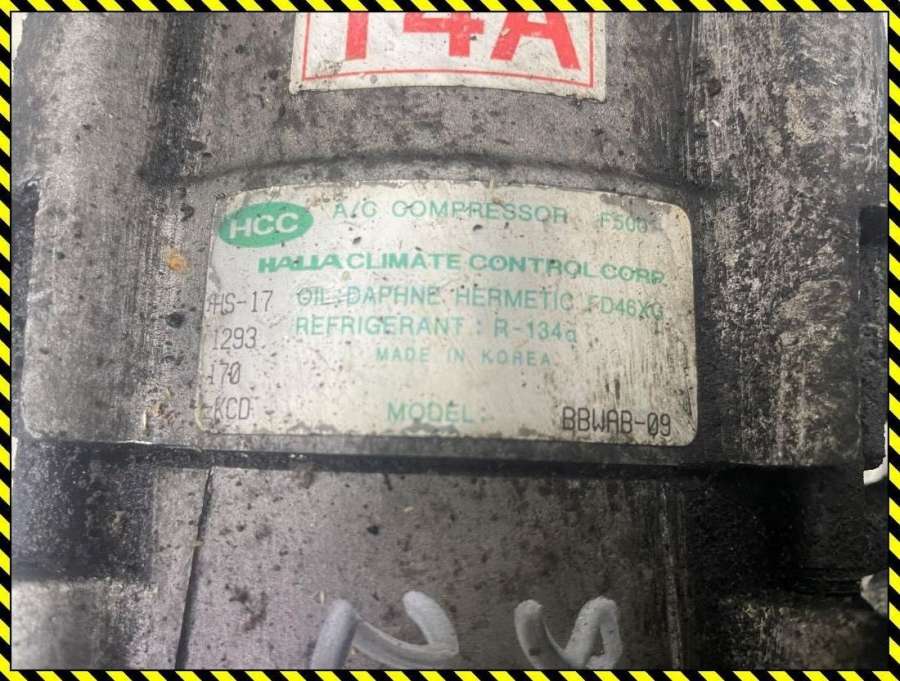 14A
HCC
A/C COMPRESSOR F500
HALLA CLIMATE CONTROL CORP.
HS-17 OIL:DAPHNE HERMETIC FD46XG
1293 REFRIGERANT : R-134a
170 MADE IN KOREA
KCD MODEL: BBWAB-09